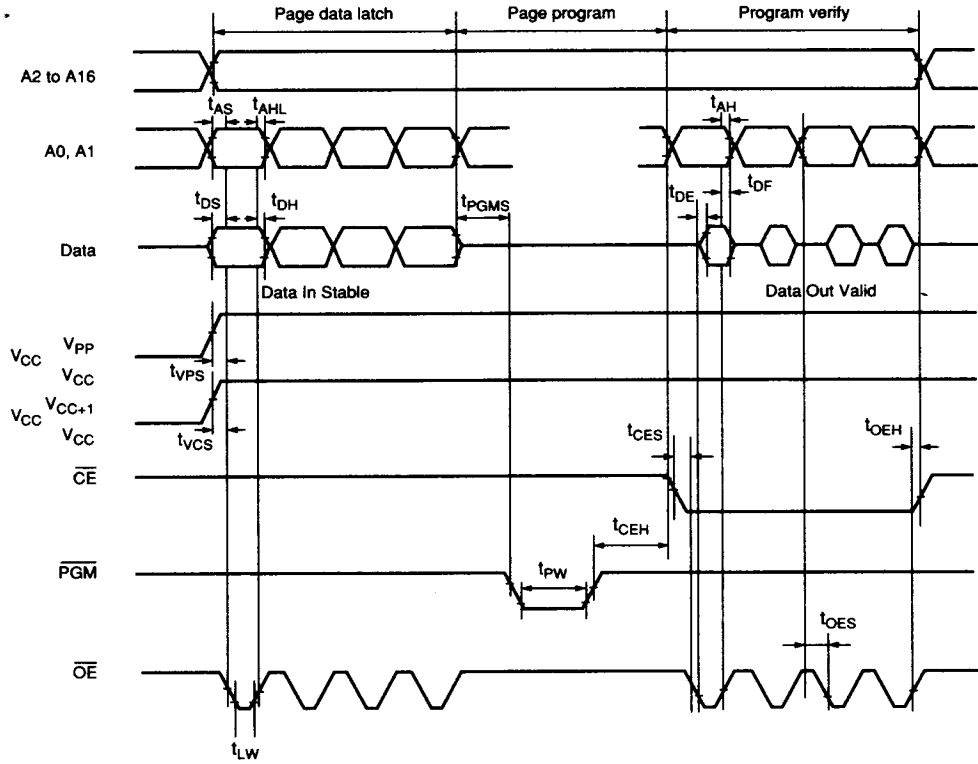 Page data latch Page program Program verify
A2 to A16
tAS tAHL tAH
A0, A1
tDS tDH tPGMS tDE tDF
Data
Data In Stable Data Out Valid
VPP
VCC
tVPS
VCC
VCC+1
VCC
VCC
tVCS tCES tOEH
CE
tCEH
PGM tPW
tOES
OE
tLW